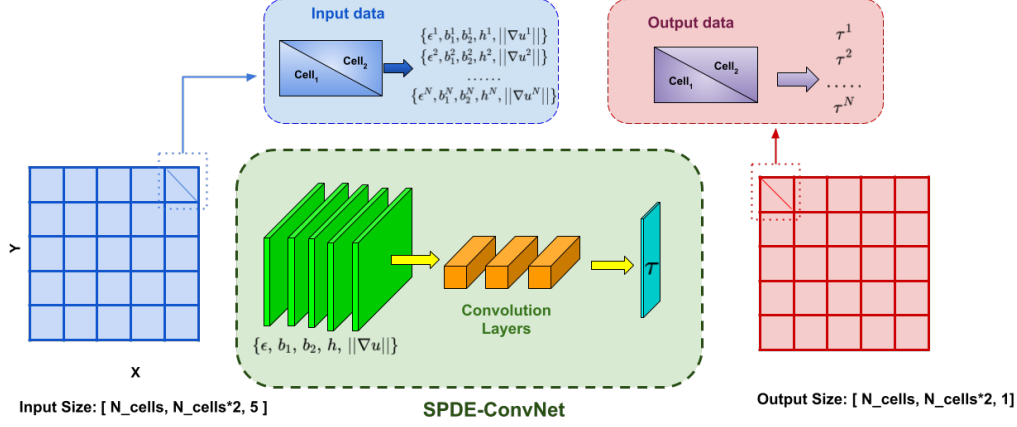 Input data
Cell₁
Cell₂
{ϵ¹, b₁¹, b₂¹, h¹, ||∇u¹||}
{ϵ², b₁², b₂², h², ||∇u²||}
......
{ϵᴺ, b₁ᴺ, b₂ᴺ, hᴺ, ||∇uᴺ||}
Output data
Cell₁
Cell₂
τ¹
τ²
.....
τᴺ
Y
X
Input Size: [ N_cells, N_cells*2, 5 ]
{ϵ, b₁, b₂, h, ||∇u||}
Convolution
Layers
τ
SPDE-ConvNet
Output Size: [ N_cells, N_cells*2, 1]